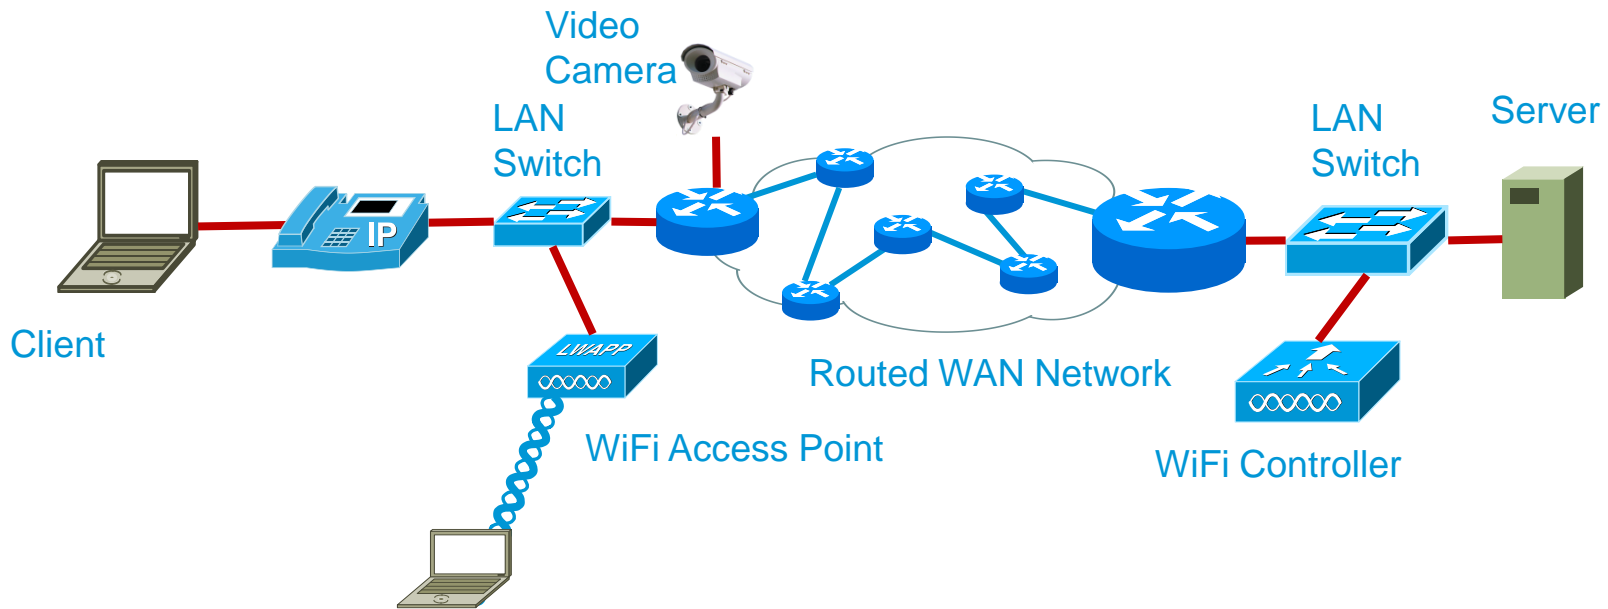 Video
Camera
LAN
Switch
LAN
Switch
Server
IP
Client
LWAPP
Routed WAN Network
WiFi Access Point
WiFi Controller